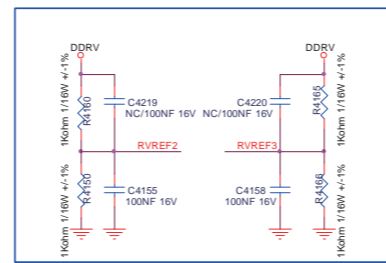 DDRV
1Kohm 1/16W +/-1%
R4160
C4219
NC/100NF 16V
RVREF2
1Kohm 1/16W +/-1%
R4150
C4155
100NF 16V
DDRV
C4220
NC/100NF 16V
R4165
1Kohm 1/16W +/-1%
RVREF3
C4158
100NF 16V
R4166
1Kohm 1/16W +/-1%